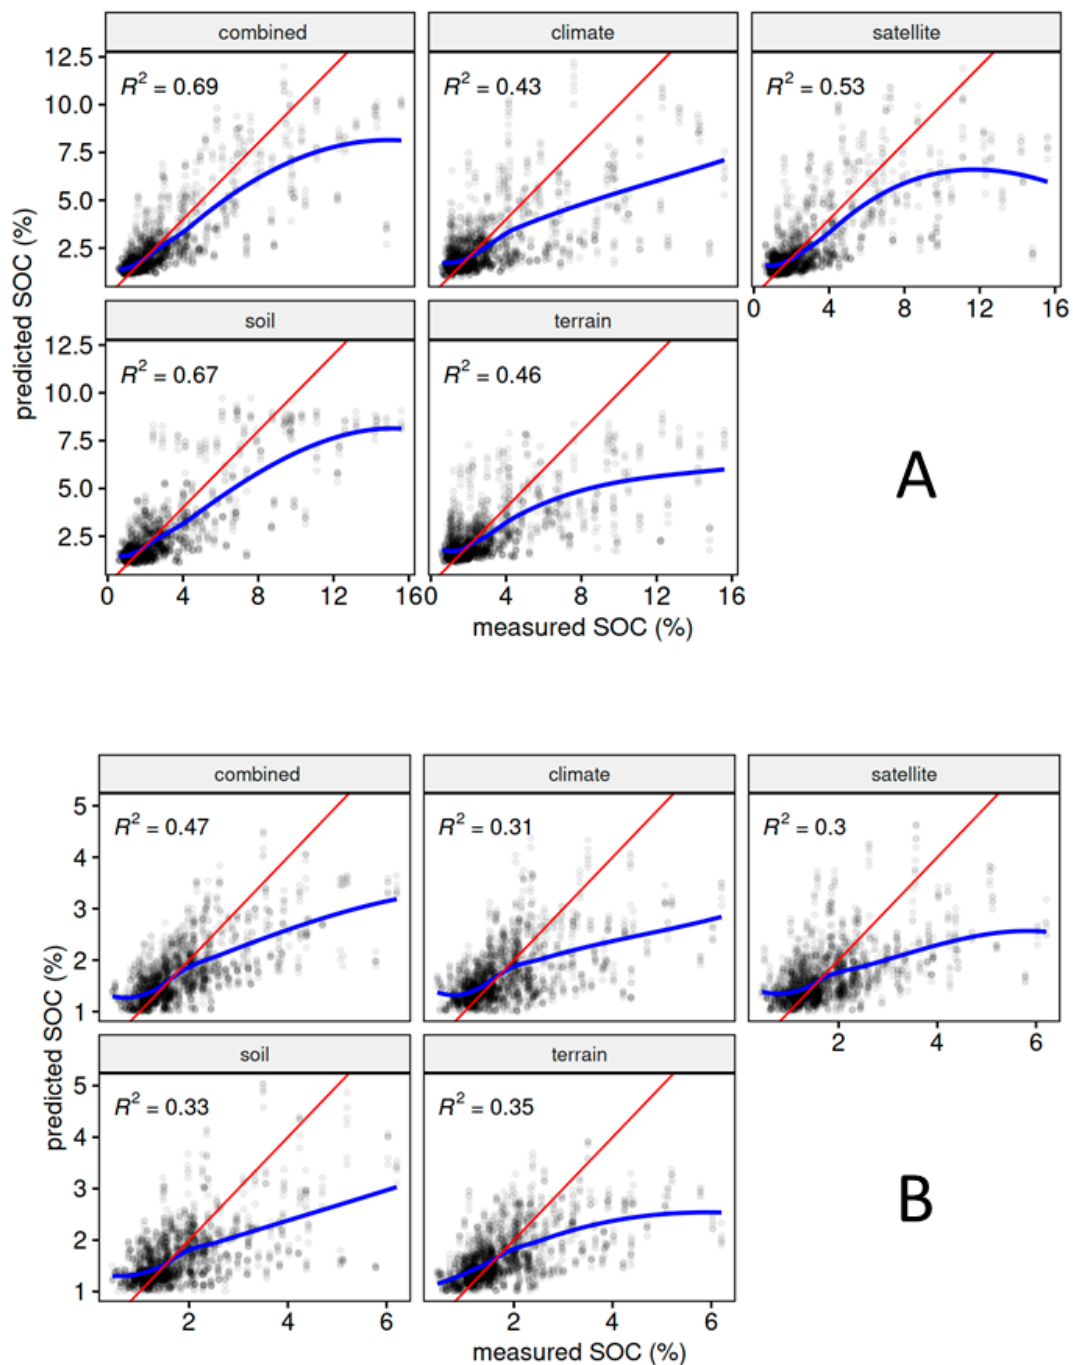 combined climate satellite
R² = 0.69 R² = 0.43 R² = 0.53
12.5
10.0
7.5
5.0
2.5
0 4 8 12 16
soil terrain
R² = 0.67 R² = 0.46
12.5
10.0
7.5
5.0
2.5
0 4 8 12 16 0 4 8 12 16
predicted SOC (%)
measured SOC (%)
A
combined climate satellite
R² = 0.47 R² = 0.31 R² = 0.3
5
4
3
2
1
2 4 6
soil terrain
R² = 0.33 R² = 0.35
5
4
3
2
1
2 4 6 2 4 6
predicted SOC (%)
measured SOC (%)
B